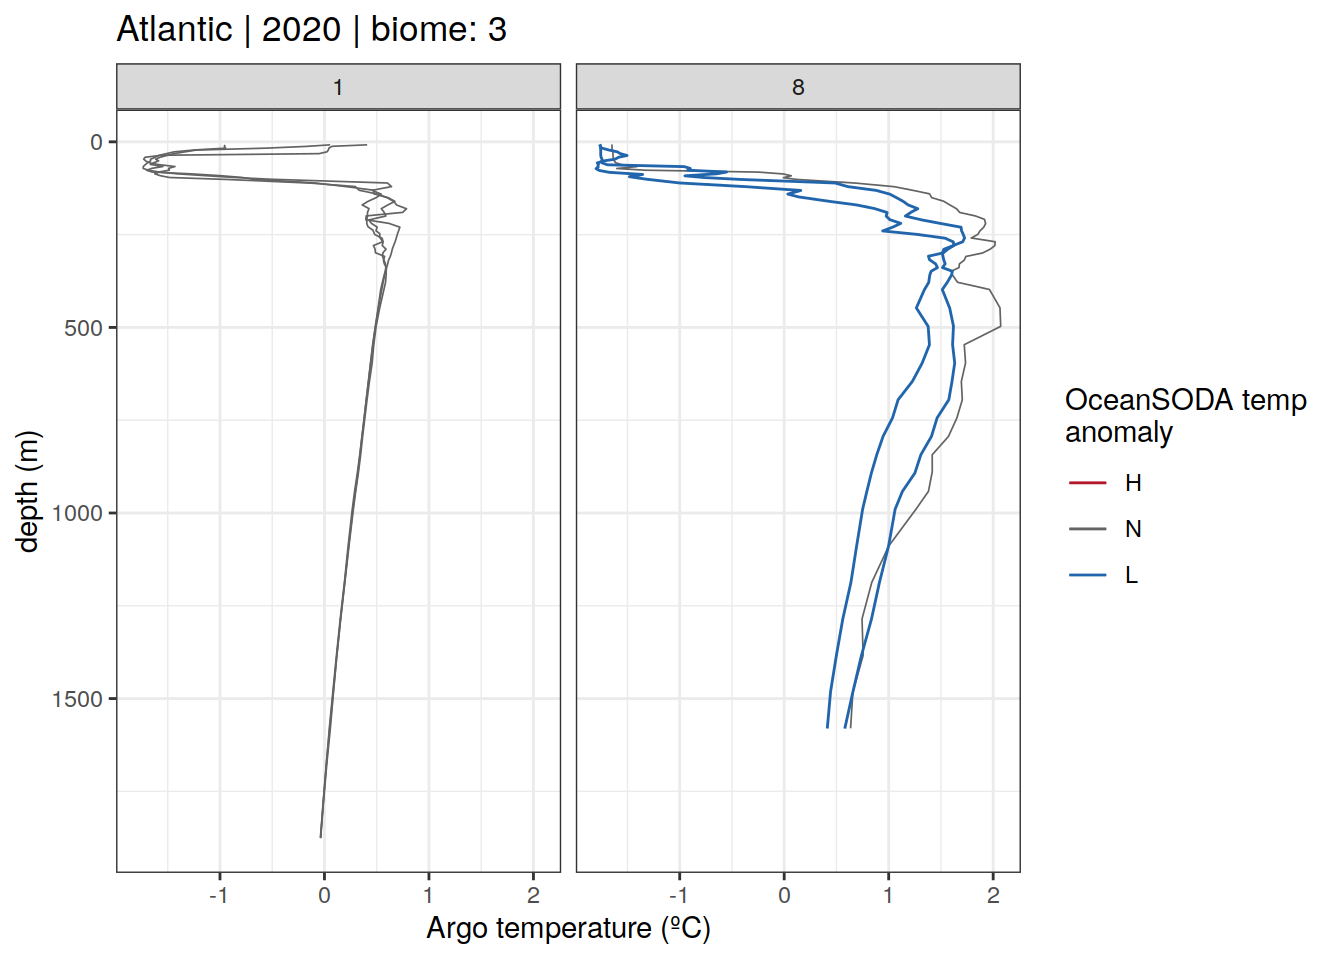 Atlantic | 2020 | biome: 3
1
8
0
500
1000
1500
depth (m)
-1
0
1
2
-1
0
1
2
Argo temperature (ºC)
OceanSODA temp
anomaly
H
N
L